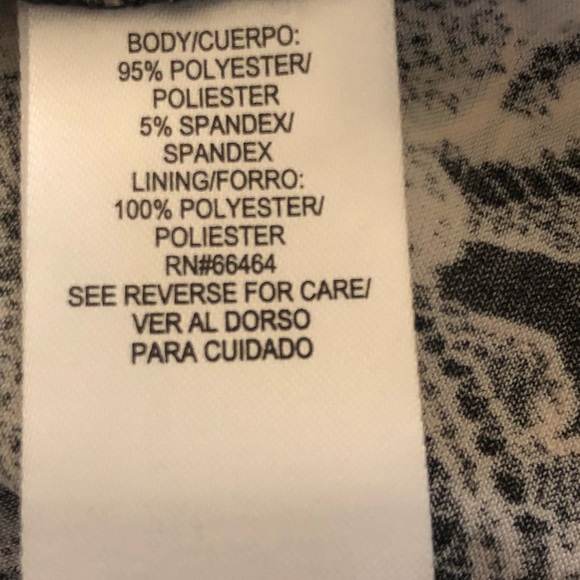 BODY/CUERPO:
95% POLYESTER/
POLIESTER
5% SPANDEX/
SPANDEX
LINING/FORRO:
100% POLYESTER/
POLIESTER
RN#66464
SEE REVERSE FOR CARE/
VER AL DORSO
PARA CUIDADO